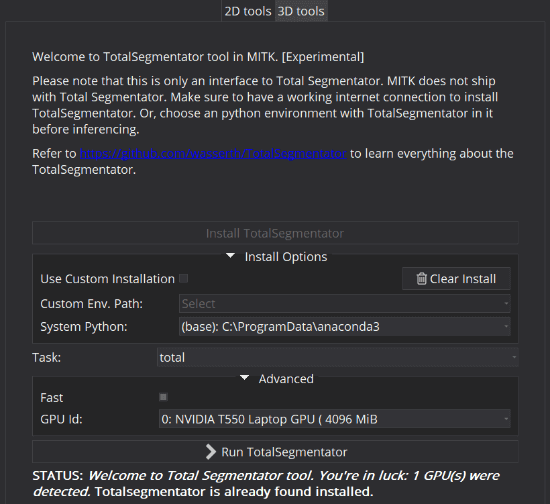 2D tools 3D tools
Welcome to TotalSegmentator tool in MITK. [Experimental]
Please note that this is only an interface to Total Segmentator. MITK does not ship
with Total Segmentator. Make sure to have a working internet connection to install
TotalSegmentator. Or, choose an python environment with TotalSegmentator in it
before inferencing.
Refer to https://github.com/wasserth/TotalSegmentator to learn everything about the
TotalSegmentator.
Install TotalSegmentator
Install Options
Use Custom Installation Clear Install
Custom Env. Path: Select
System Python: (base): C:\ProgramData\anaconda3
Task: total
Advanced
Fast
GPU Id: 0: NVIDIA T550 Laptop GPU ( 4096 MiB
Run TotalSegmentator
STATUS: Welcome to Total Segmentator tool. You're in luck: 1 GPU(s) were
detected. Totalsegmentator is already found installed.